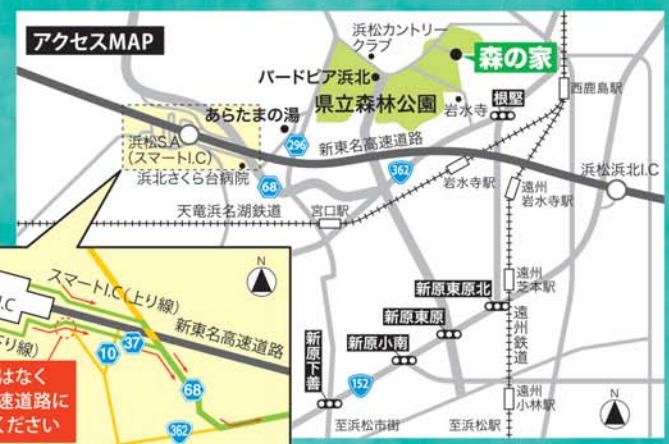 アクセスMAP
浜松カントリー
クラブ
森の家
バードピア浜北
県立森林公園
岩水寺
根堅
西鹿島駅
あらたまの湯
浜松S.A
(スマートI.C)
296
新東名高速道路
浜北さくら台病院
68
362
岩水寺駅
浜松浜北I.C
遠州
岩水寺駅
天竜浜名湖鉄道
宮口駅
遠州
芝本駅
新原東原北
新原東原
新原小南
新原下善
遠州鉄道
152
遠州
小林駅
至浜松市街
至浜松駅
N
N
スマートI.C(上り線)
I.C
新東名高速道路
下り線)
10
37
68
362
はなく
速道路に
ください